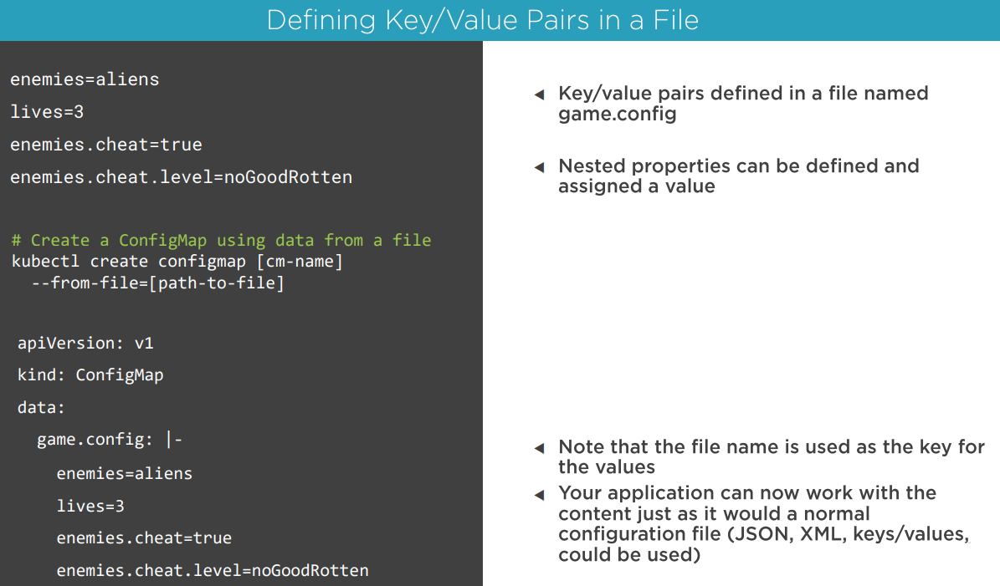 Defining Key/Value Pairs in a File
enemies=aliens
lives=3
enemies.cheat=true
enemies.cheat.level=noGoodRotten
# Create a ConfigMap using data from a file
kubectl create configmap [cm-name]
--from-file=[path-to-file]
apiVersion: v1
kind: ConfigMap
data:
game.config: |-
enemies=aliens
lives=3
enemies.cheat=true
enemies.cheat.level=noGoodRotten
Key/value pairs defined in a file named
game.config
Nested properties can be defined and
assigned a value
Note that the file name is used as the key for
the values
Your application can now work with the
content just as it would a normal
configuration file (JSON, XML, keys/values,
could be used)